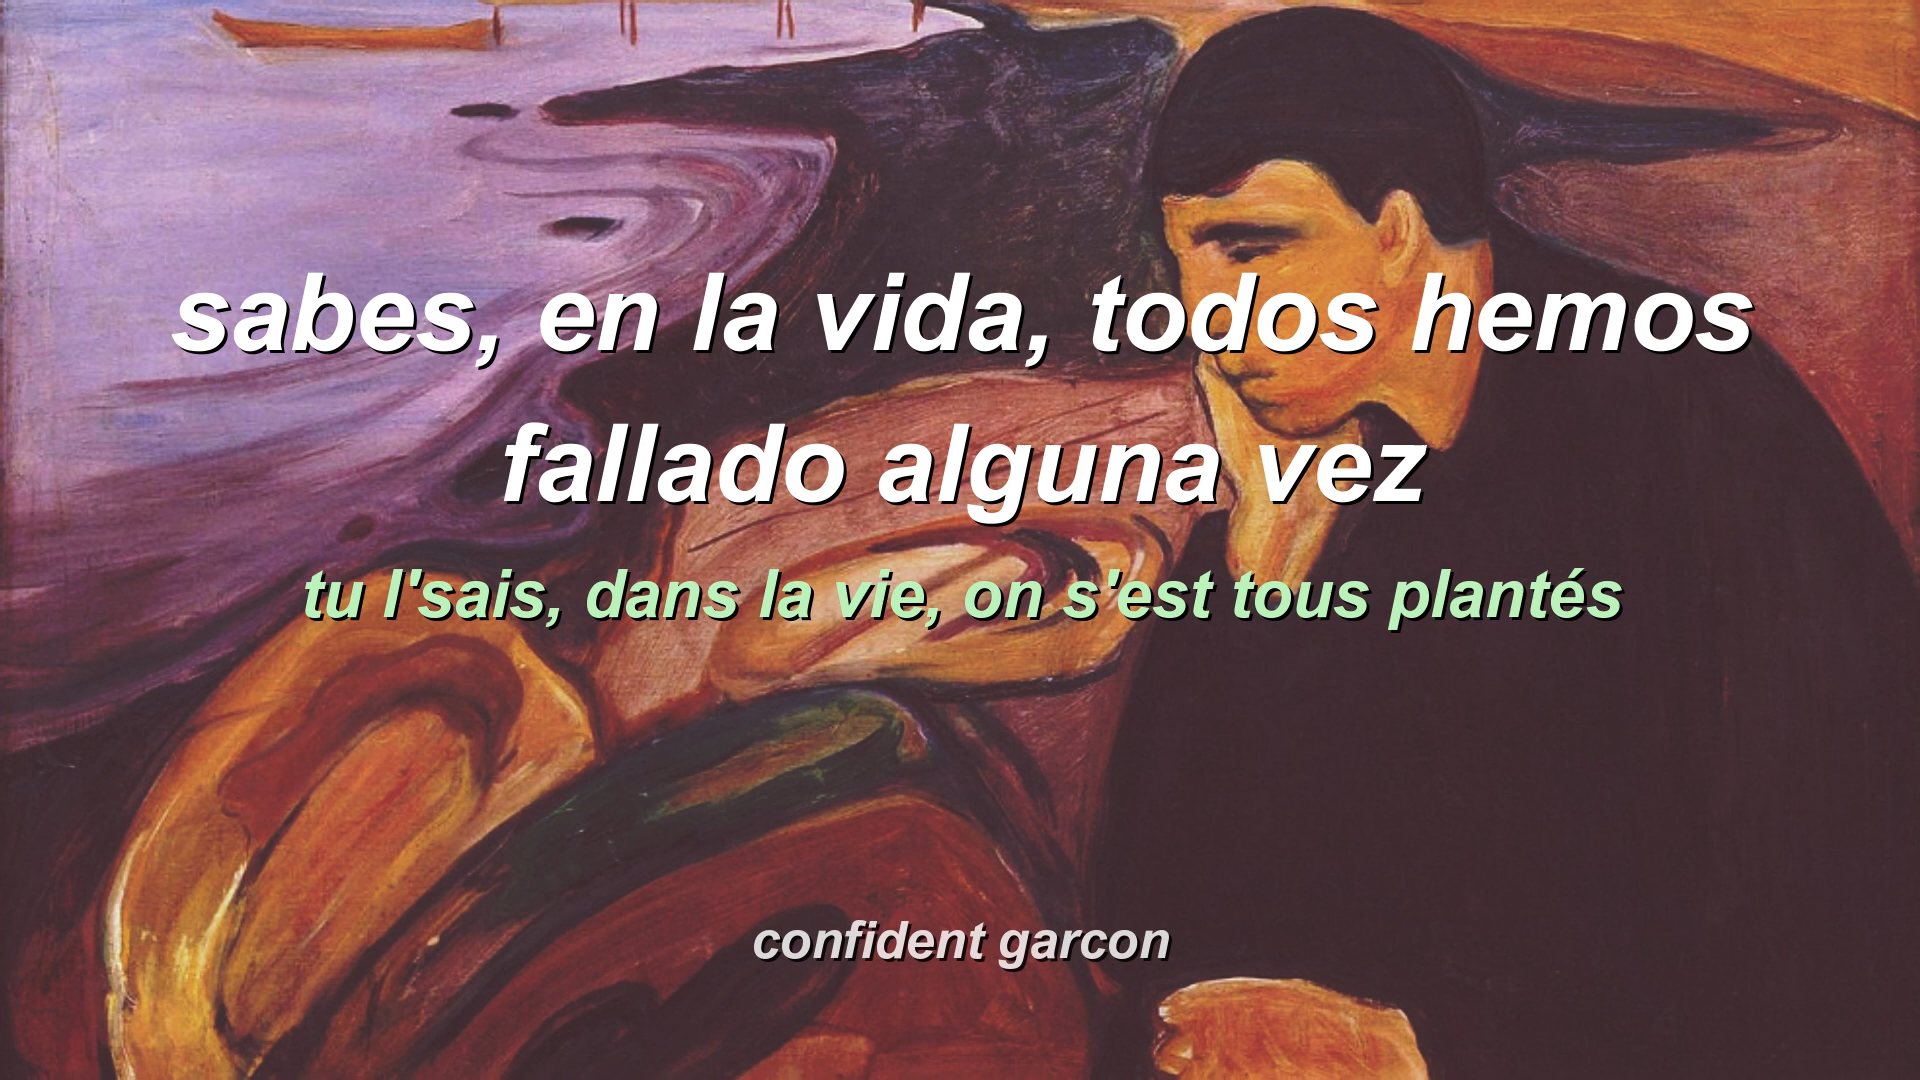 sabes, en la vida, todos hemos
fallado alguna vez
tu l'sais, dans la vie, on s'est tous plantés
confident garcon